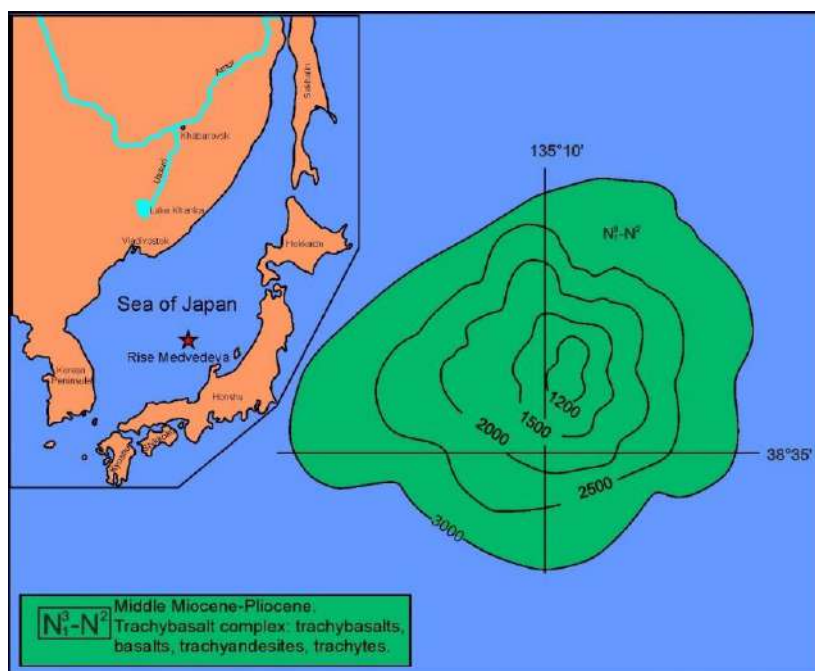 Amur
Sakhalin
Khabarovsk
Ussuri
Lake Khanka
Vladivostok
Hokkaido
Sea of Japan
Rise Medvedeva
Korean
Peninsula
Honshu
Shikoku
Kyushu
135°10'
N₁³-N²
1200
1500
2000
38°35'
2500
3000
N₁³-N²
Middle Miocene-Pliocene.
Trachybasalt complex: trachybasalts,
basalts, trachyandesites, trachytes.